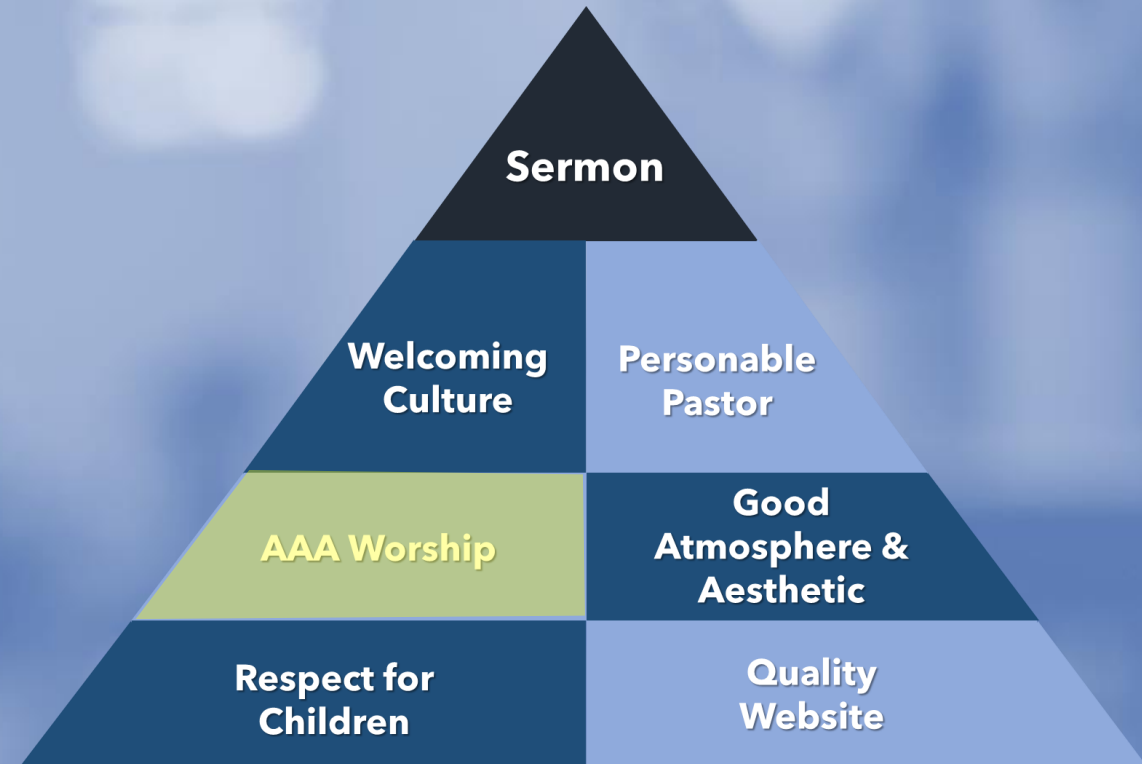 Sermon
Welcoming
Culture
Personable
Pastor
AAA Worship
Good
Atmosphere &
Aesthetic
Respect for
Children
Quality
Website